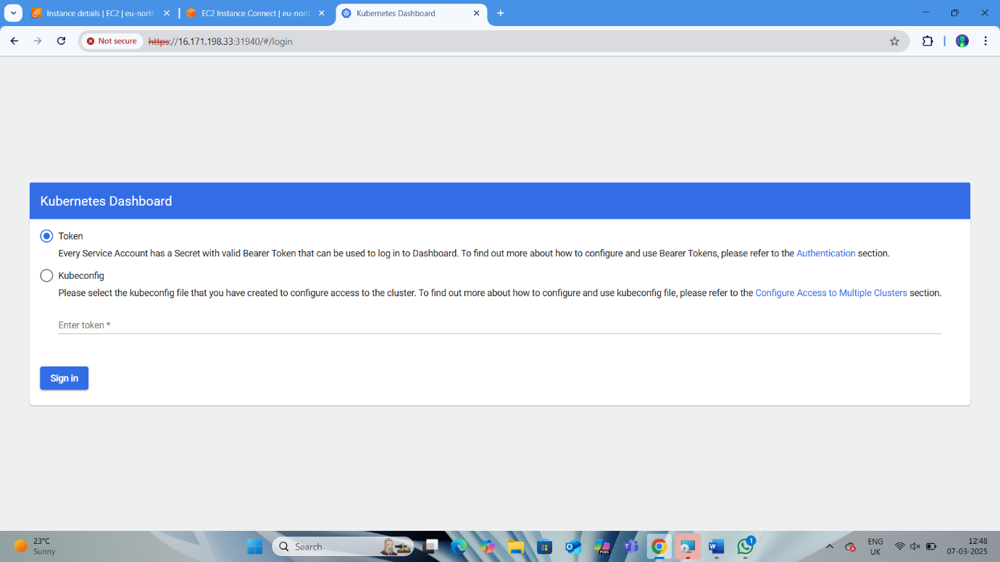 Instance details | EC2 | eu-north
EC2 Instance Connect | eu-north
Kubernetes Dashboard
Not secure
https://16.171.198.33:31940/#/login
Kubernetes Dashboard
Token
Every Service Account has a Secret with valid Bearer Token that can be used to log in to Dashboard. To find out more about how to configure and use Bearer Tokens, please refer to the Authentication section.
Kubeconfig
Please select the kubeconfig file that you have created to configure access to the cluster. To find out more about how to configure and use kubeconfig file, please refer to the Configure Access to Multiple Clusters section.
Enter token *
Sign in
23°C
Sunny
Search
M365
1
ENG
UK
12:48
07-03-2025